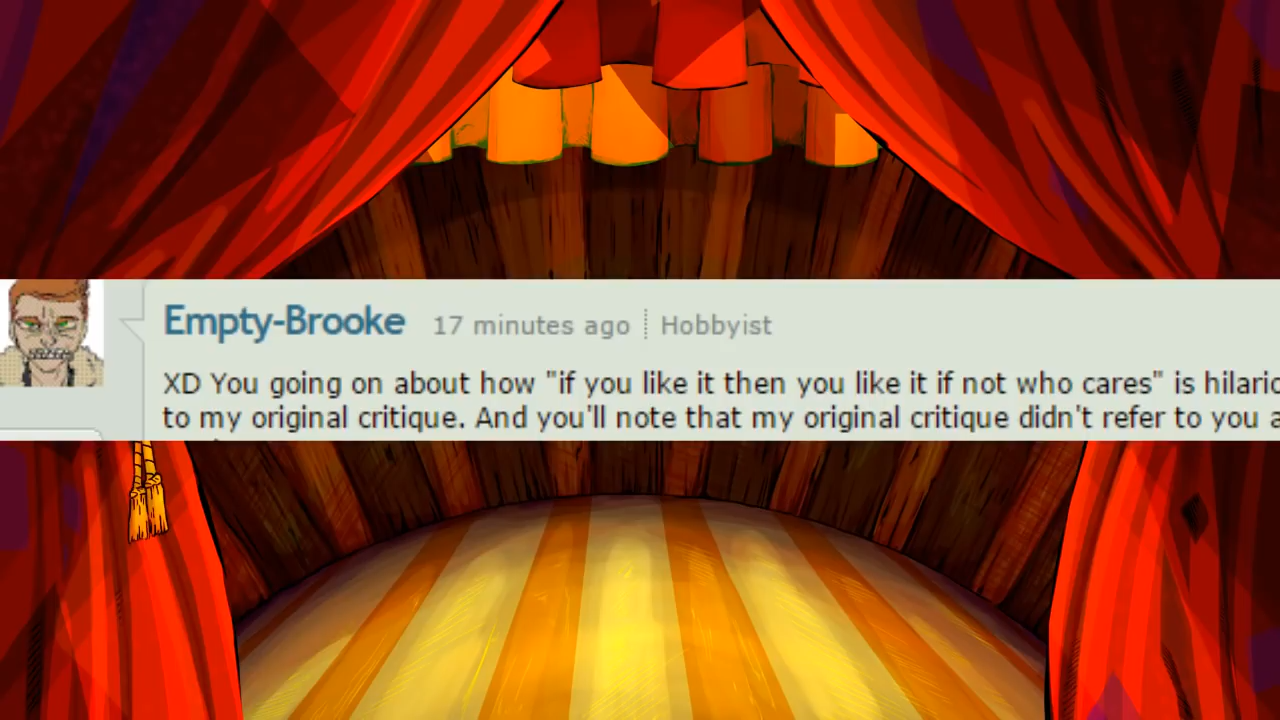 Empty-Brooke 17 minutes ago Hobbyist
XD You going on about how "if you like it then you like it if not who cares" is hilaric
to my original critique. And you'll note that my original critique didn't refer to you a